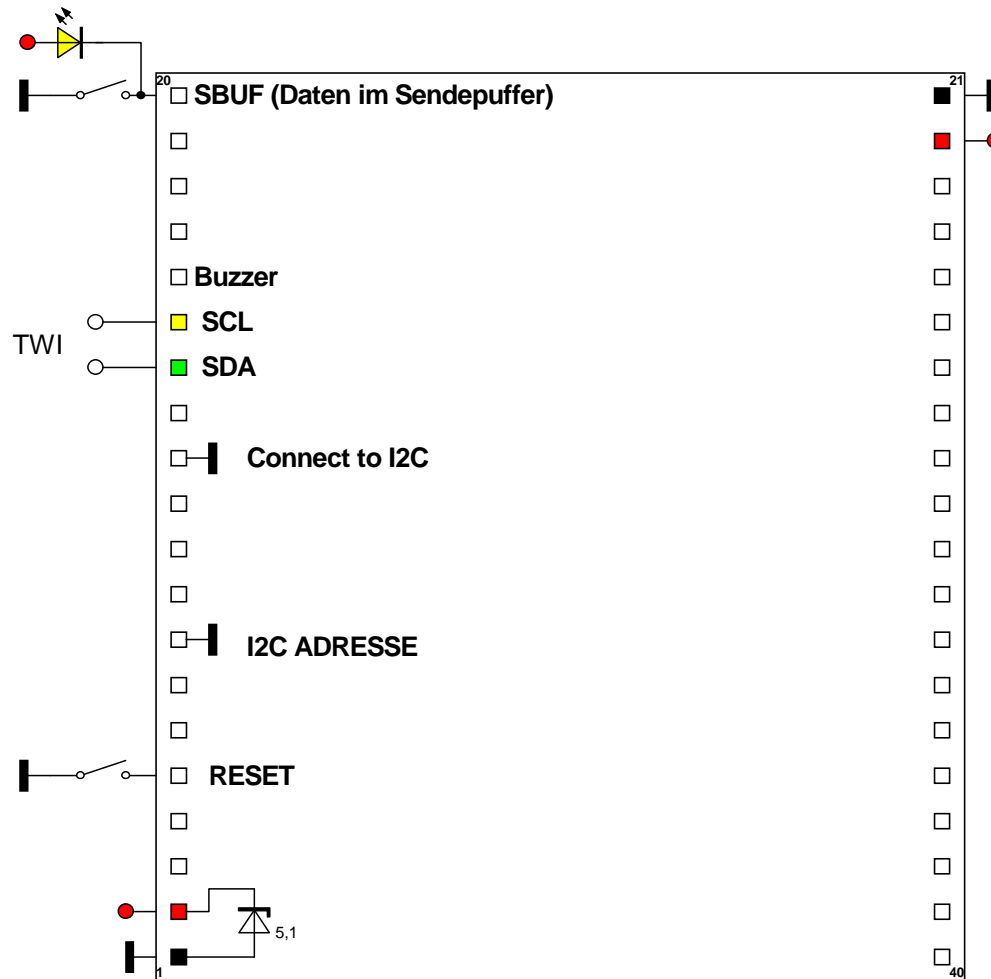 20
21
SBUF (Daten im Sendepuffer)
Buzzer
SCL
TWI
SDA
Connect to I2C
I2C ADRESSE
RESET
5,1
1
40